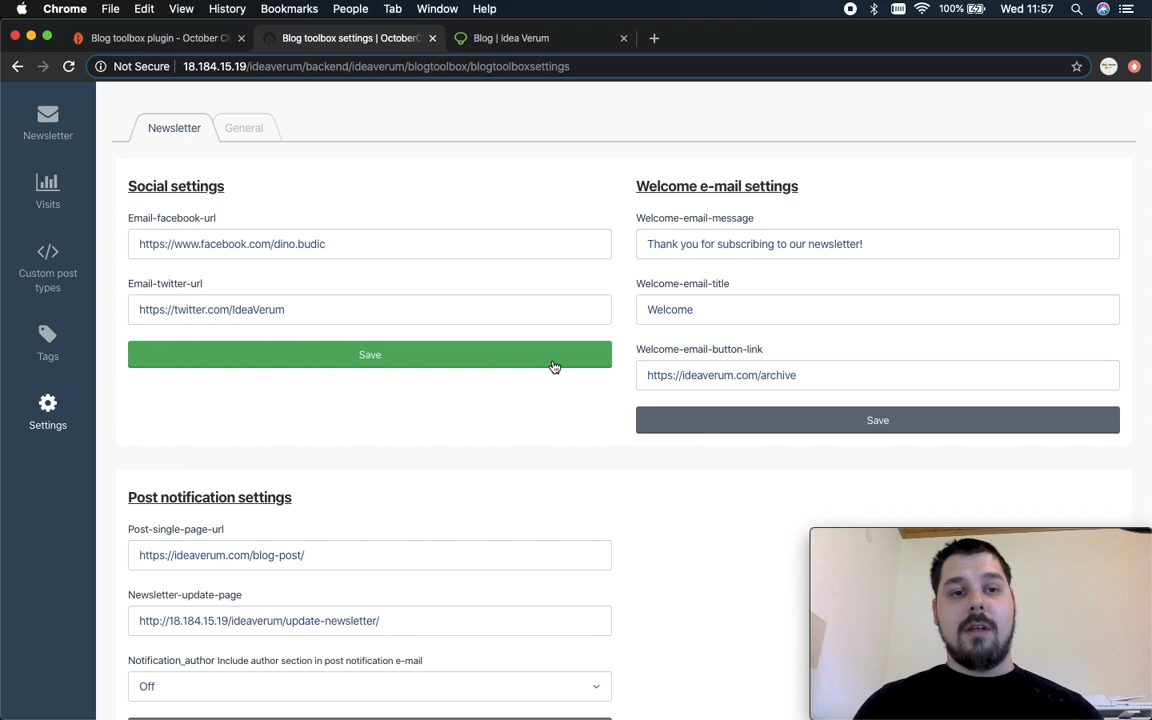 Chrome File Edit View History Bookmarks People Tab Window Help 100% Wed 11:57
Blog toolbox plugin - October C
Blog toolbox settings | October
Blog | Idea Verum
Not Secure 18.184.15.19/ideaverum/backend/ideaverum/blogtoolbox/blogtoolboxsettings
Newsletter
Visits
Custom post
types
Tags
Settings
Newsletter
General
Social settings
Email-facebook-url
https://www.facebook.com/dino.budic
Email-twitter-url
https://twitter.com/IdeaVerum
Save
Welcome e-mail settings
Welcome-email-message
Thank you for subscribing to our newsletter!
Welcome-email-title
Welcome
Welcome-email-button-link
https://ideaverum.com/archive
Save
Post notification settings
Post-single-page-url
https://ideaverum.com/blog-post/
Newsletter-update-page
http://18.184.15.19/ideaverum/update-newsletter/
Notification_author Include author section in post notification e-mail
Off